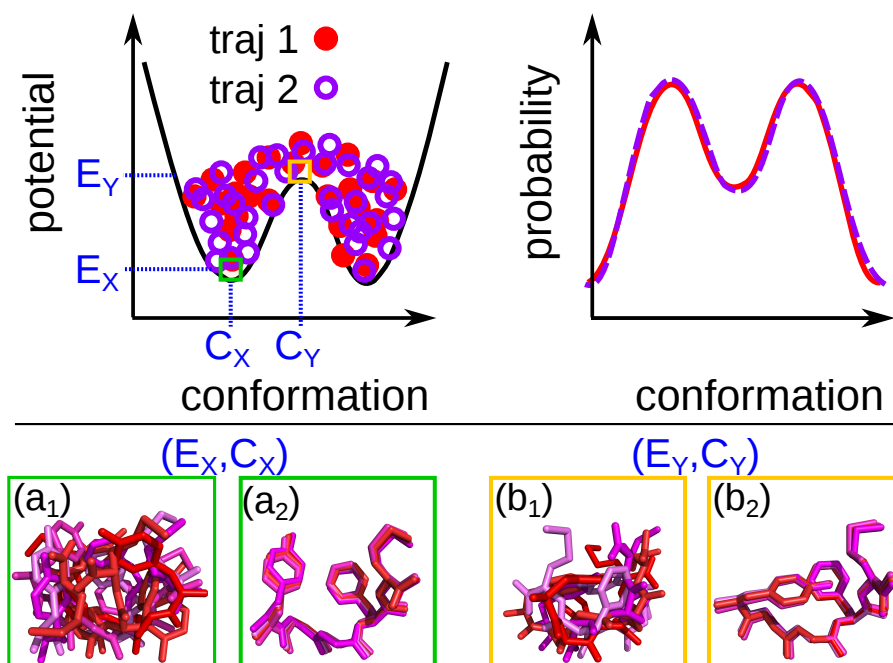 traj 1
traj 2
potential
E_Y
E_X
C_X
C_Y
conformation
probability
conformation
(E_X,C_X)
(E_Y,C_Y)
(a_1)
(a_2)
(b_1)
(b_2)